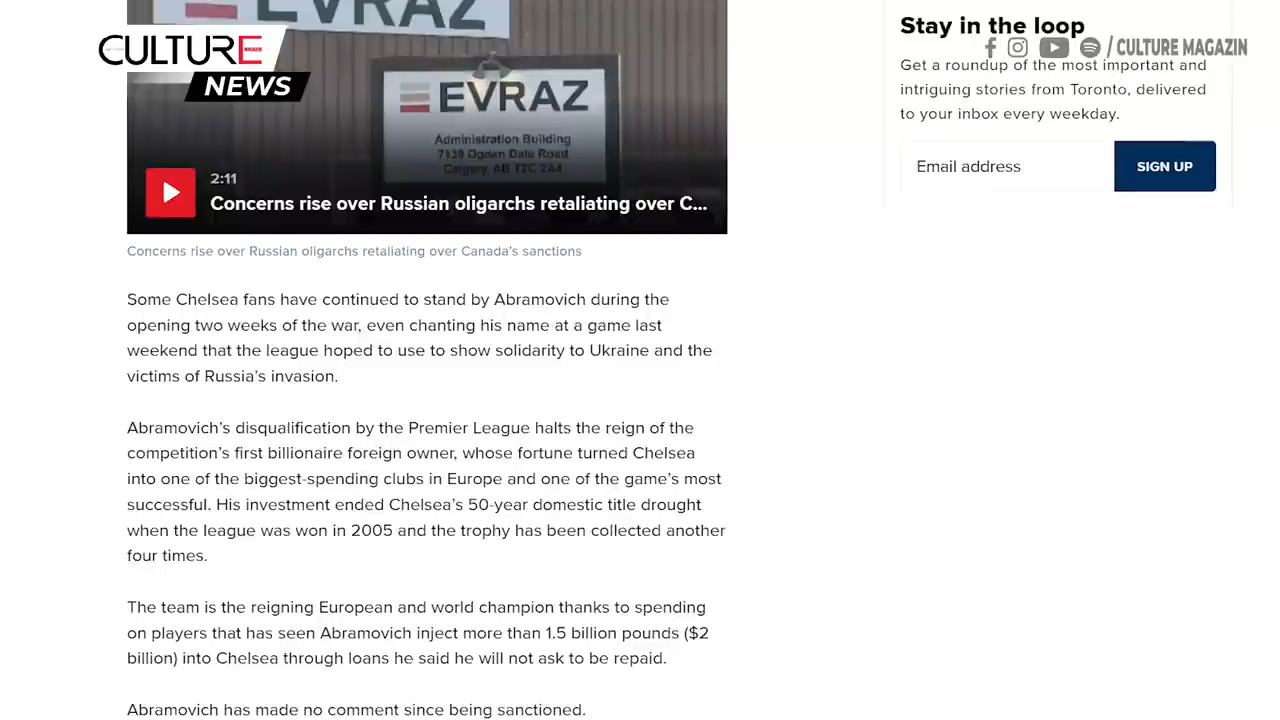 EVRAZ
CULTURE
NEWS
EVRAZ
Administration Building
7139 Ogden Dale Road
Calgary, AB T2C 2A4
2:11
Concerns rise over Russian oligarchs retaliating over C...
Concerns rise over Russian oligarchs retaliating over Canada's sanctions
Some Chelsea fans have continued to stand by Abramovich during the
opening two weeks of the war, even chanting his name at a game last
weekend that the league hoped to use to show solidarity to Ukraine and the
victims of Russia's invasion.
Abramovich's disqualification by the Premier League halts the reign of the
competition's first billionaire foreign owner, whose fortune turned Chelsea
into one of the biggest-spending clubs in Europe and one of the game's most
successful. His investment ended Chelsea's 50-year domestic title drought
when the league was won in 2005 and the trophy has been collected another
four times.
The team is the reigning European and world champion thanks to spending
on players that has seen Abramovich inject more than 1.5 billion pounds ($2
billion) into Chelsea through loans he said he will not ask to be repaid.
Abramovich has made no comment since being sanctioned.
Stay in the loop
/ CULTURE MAGAZIN
Get a roundup of the most important and
intriguing stories from Toronto, delivered
to your inbox every weekday.
Email address
SIGN UP